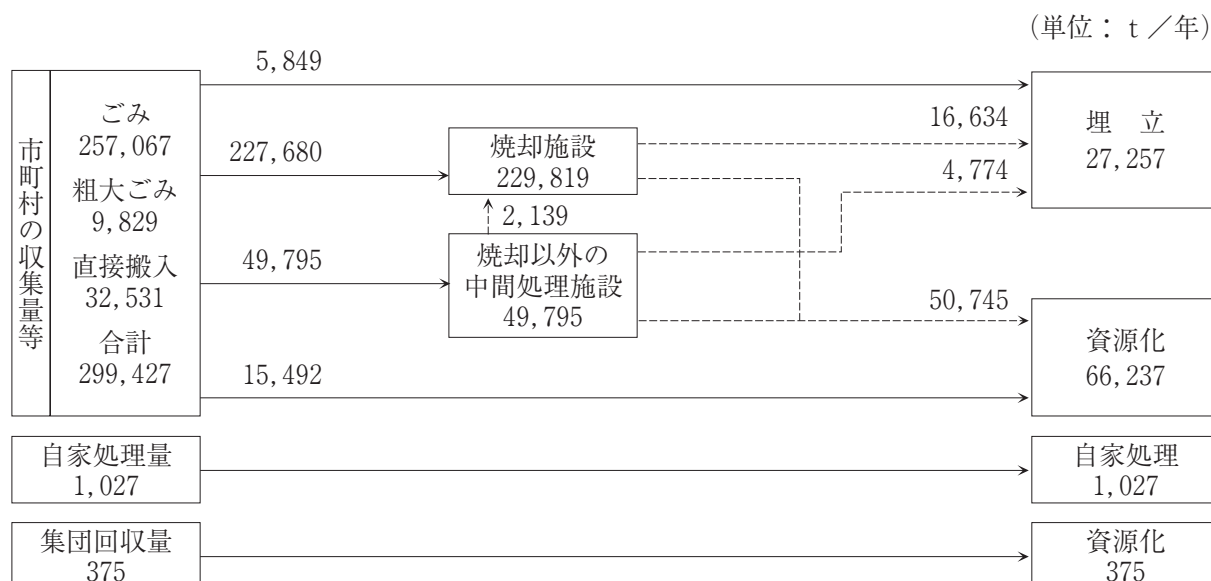 (単位：t／年)
市町村の収集量等
ごみ
257,067
粗大ごみ
9,829
直接搬入
32,531
合計
299,427
5,849
227,680
49,795
15,492
焼却施設
229,819
2,139
焼却以外の
中間処理施設
49,795
16,634
4,774
50,745
埋　立
27,257
資源化
66,237
自家処理量
1,027
自家処理
1,027
集団回収量
375
資源化
375